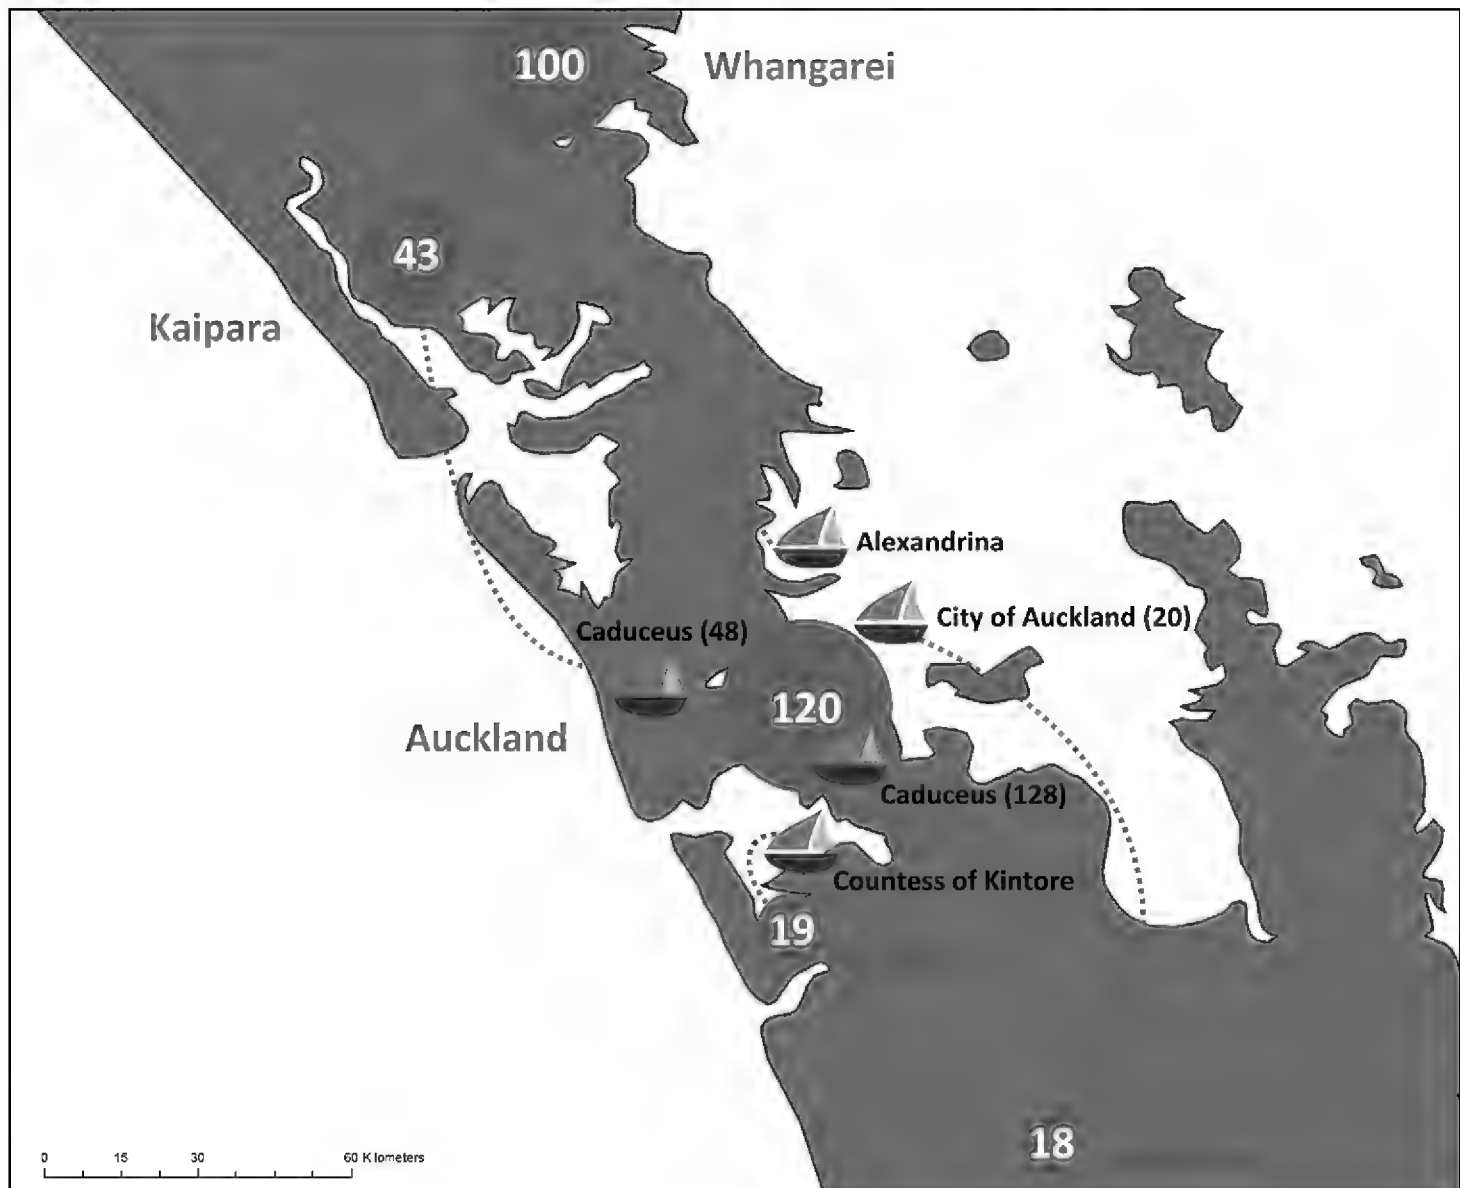 100
Whangarei
43
Kaipara
Alexandrina
City of Auckland (20)
Caduceus (48)
120
Auckland
Caduceus (128)
Countess of Kintore
19
18
0 15 30 60 Kilometers